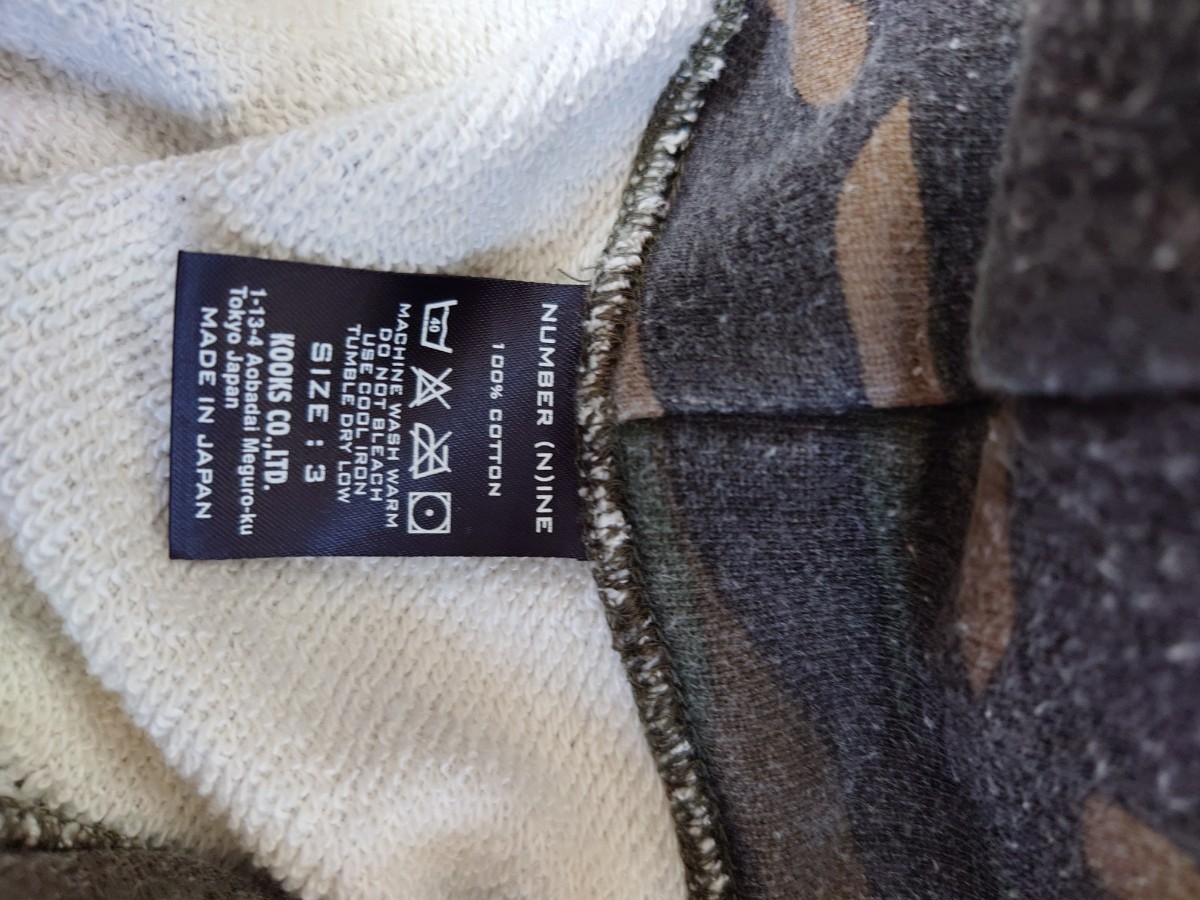 NUMBER (N)INE
100% COTTON
40
MACHINE WASH WARM
DO NOT BLEACH
USE COOL IRON
TUMBLE DRY LOW
SIZE : 3
KOOKS CO.,LTD.
1-13-4 Aobadai Meguro-ku
Tokyo Japan
MADE IN JAPAN